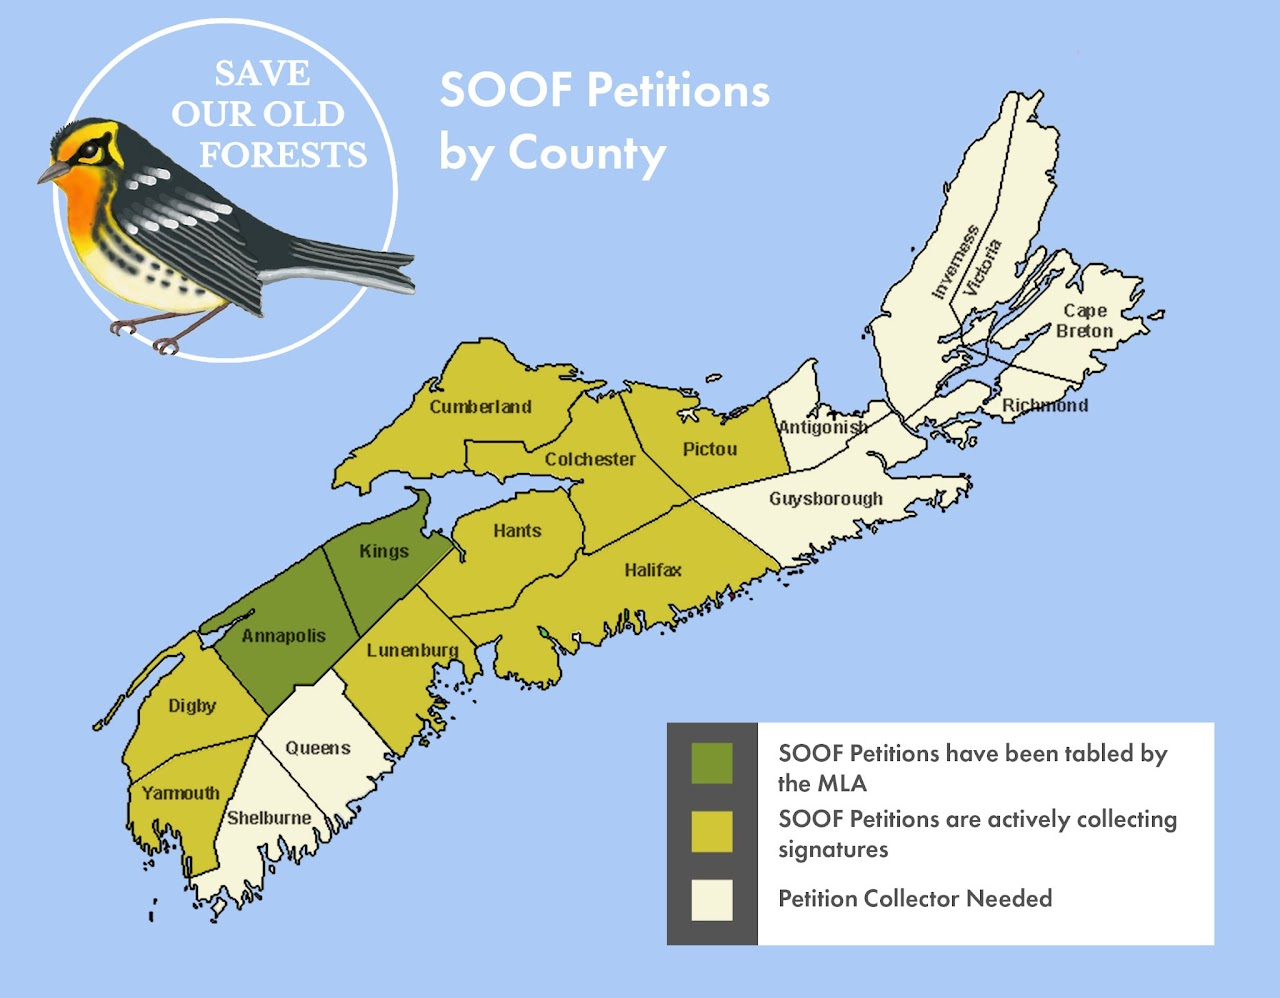 SAVE
OUR OLD
FORESTS
SOOF Petitions
by County
Inverness
Victoria
Cape
Breton
Richmond
Cumberland
Antigonish
Pictou
Colchester
Guysborough
Hants
Kings
Halifax
Annapolis
Lunenburg
Digby
Queens
Yarmouth
Shelburne
SOOF Petitions have been tabled by
the MLA
SOOF Petitions are actively collecting
signatures
Petition Collector Needed